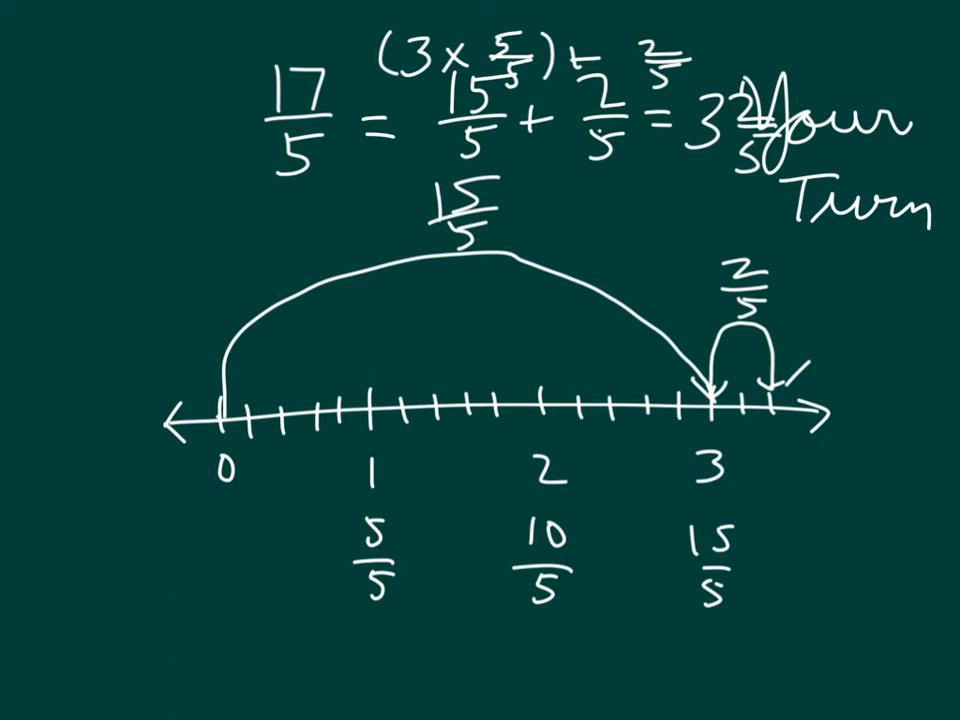 (3 × 5/5) + 2/5
17/5 = 15/5 + 2/5 = 3 2/5 Your
Turn
15/5
2/5
0 1 2 3
5/5 10/5 15/5